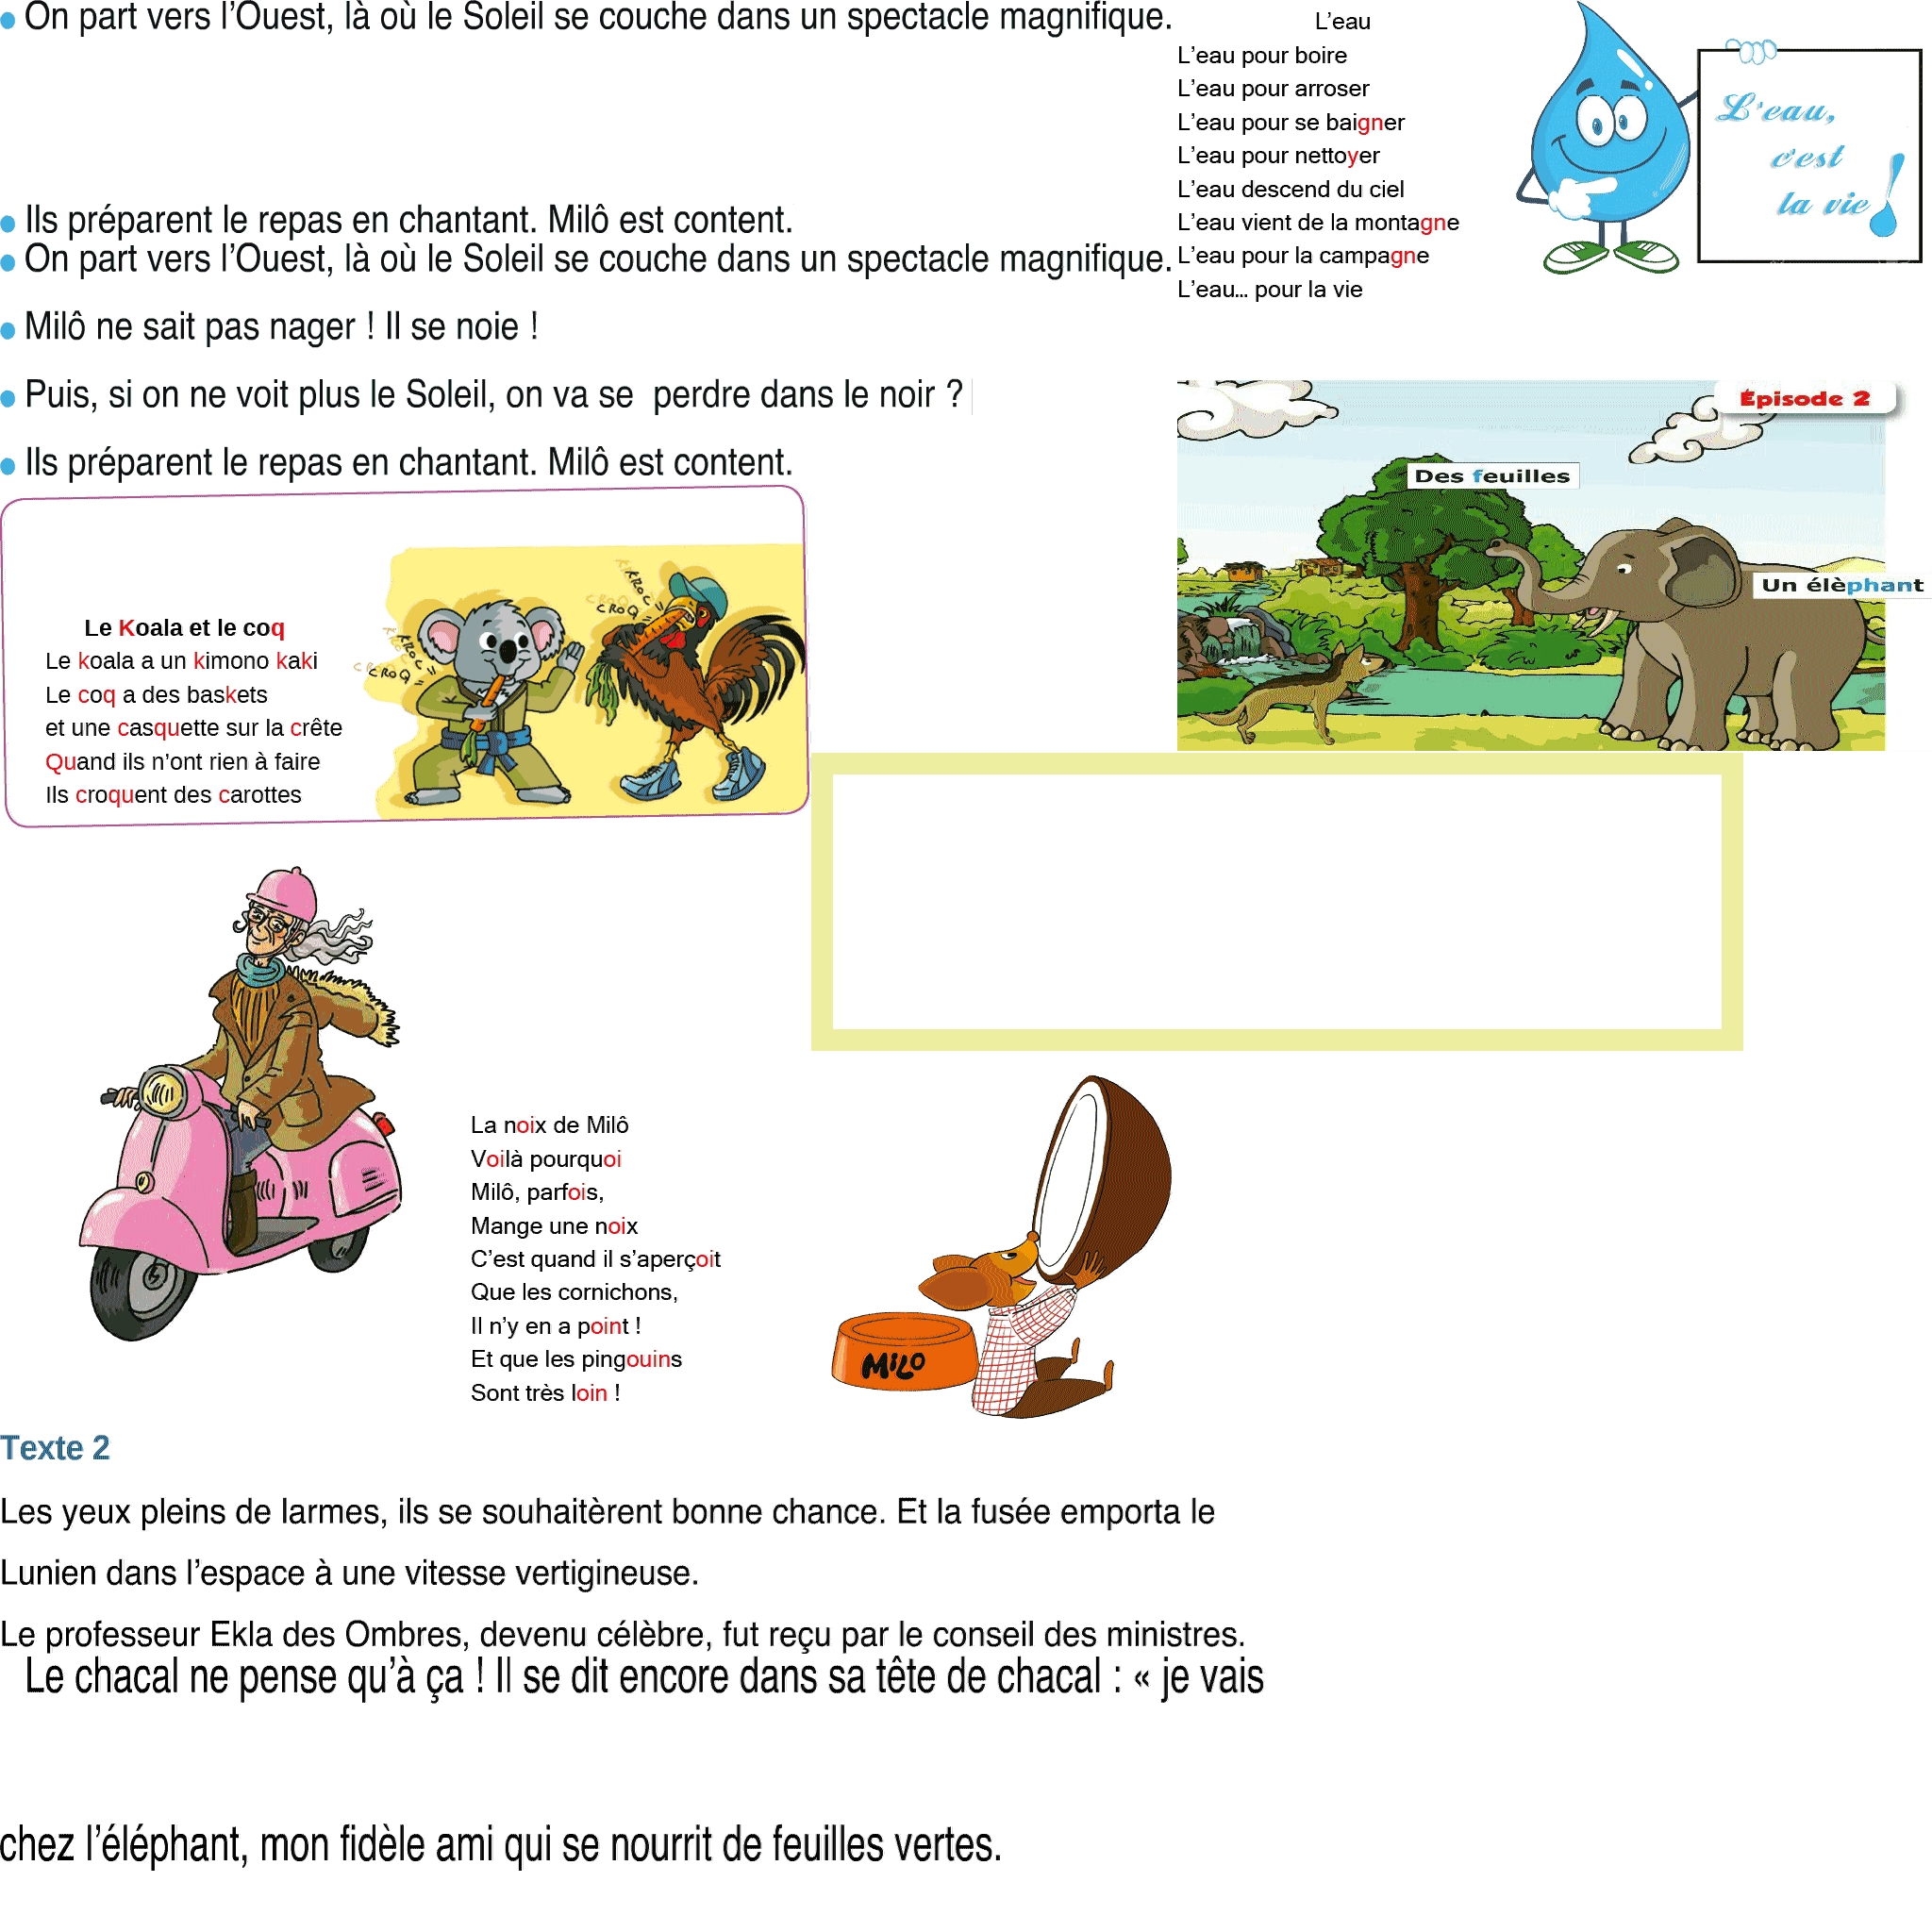 On part vers l’Ouest, là où le Soleil se couche dans un spectacle magnifique.
Ils préparent le repas en chantant. Milô est content.
On part vers l’Ouest, là où le Soleil se couche dans un spectacle magnifique.
Milô ne sait pas nager ! Il se noie !
Puis, si on ne voit plus le Soleil, on va se perdre dans le noir ?
Ils préparent le repas en chantant. Milô est content.
L’eau
L’eau pour boire
L’eau pour arroser
L’eau pour se baigner
L’eau pour nettoyer
L’eau descend du ciel
L’eau vient de la montagne
L’eau pour la campagne
L’eau... pour la vie
L'eau,
c'est
la vie !
Épisode 2
Des feuilles
Un élèphant
Le Koala et le coq
Le koala a un kimono kaki
Le coq a des baskets
et une casquette sur la crête
Quand ils n’ont rien à faire
Ils croquent des carottes
KROC
CROQ
KROC
CROQ
La noix de Milô
Voilà pourquoi
Milô, parfois,
Mange une noix
C’est quand il s’aperçoit
Que les cornichons,
Il n’y en a point !
Et que les pingouins
Sont très loin !
MILO
Texte 2
Les yeux pleins de larmes, ils se souhaitèrent bonne chance. Et la fusée emporta le
Lunien dans l’espace à une vitesse vertigineuse.
Le professeur Ekla des Ombres, devenu célèbre, fut reçu par le conseil des ministres.
Le chacal ne pense qu’à ça ! Il se dit encore dans sa tête de chacal : « je vais
chez l’éléphant, mon fidèle ami qui se nourrit de feuilles vertes.